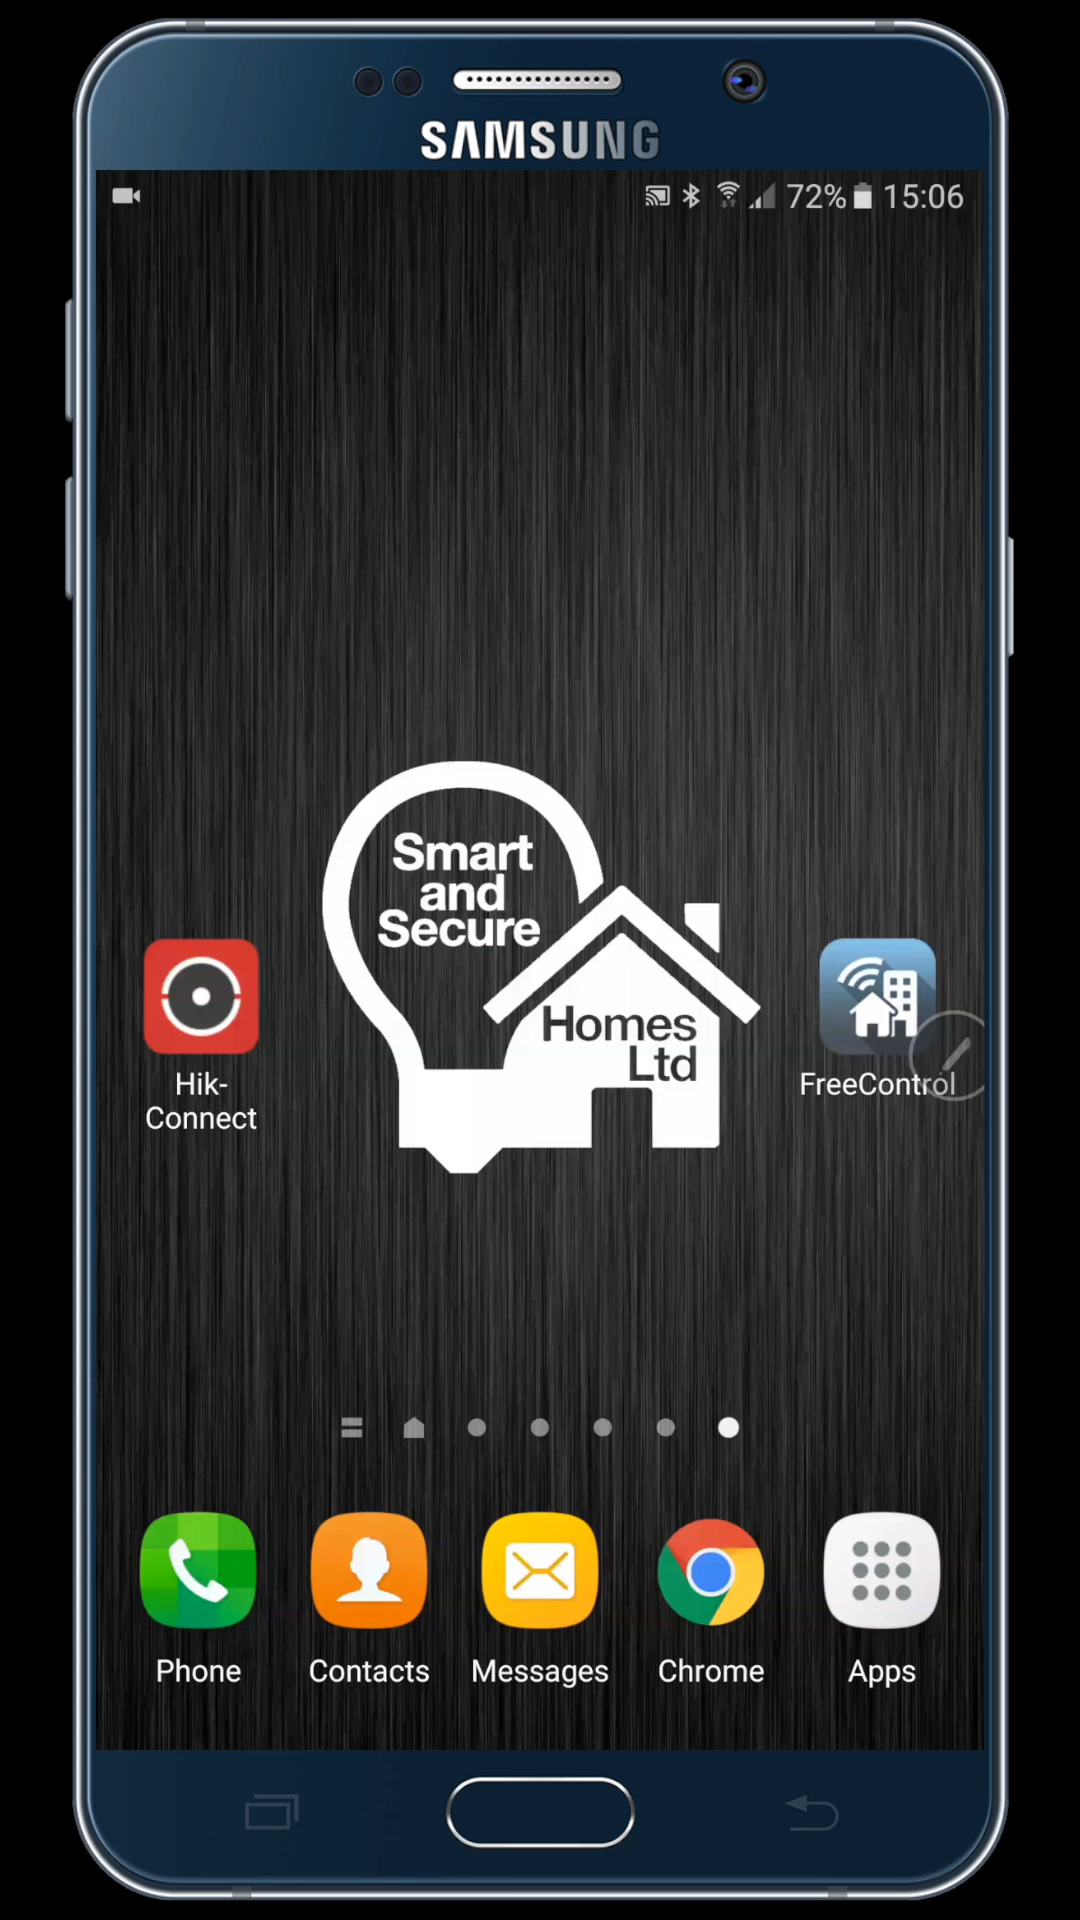 SAMSUNG
72% 15:06
Smart
and
Secure
Homes
Ltd
Hik-
Connect
FreeControl
Phone Contacts Messages Chrome Apps